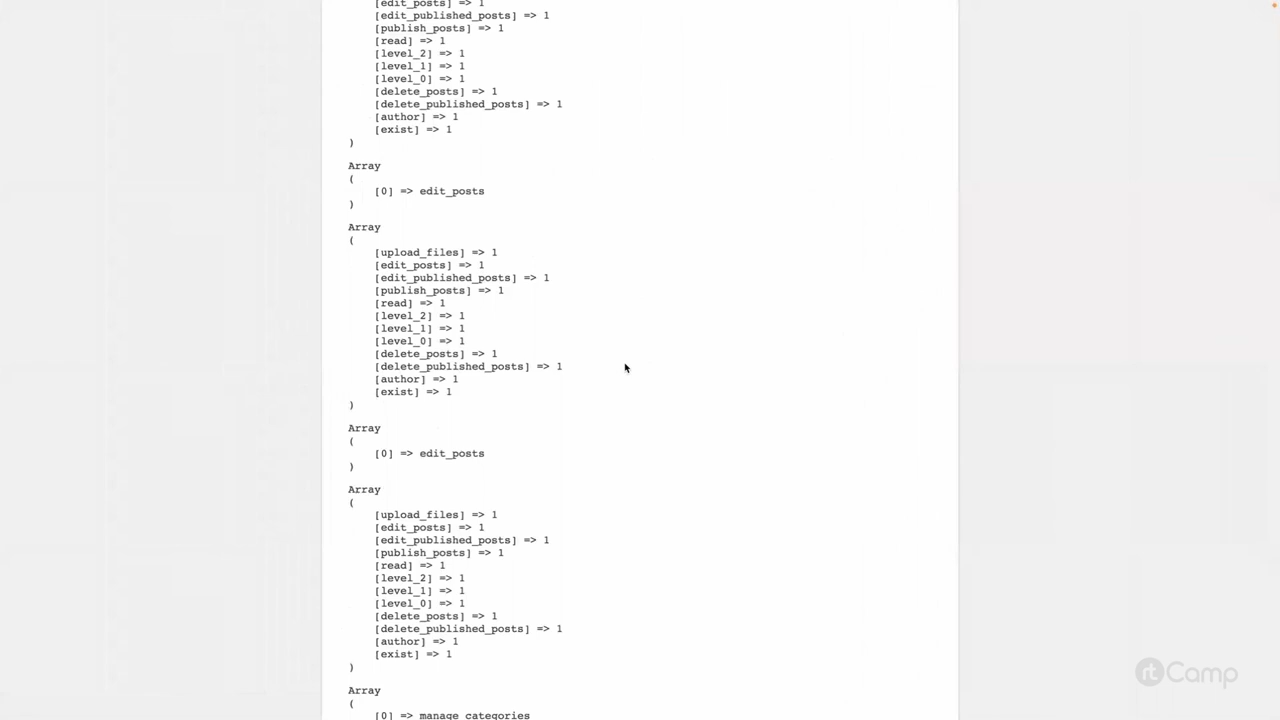 [edit_posts] => 1
[edit_published_posts] => 1
[publish_posts] => 1
[read] => 1
[level_2] => 1
[level_1] => 1
[level_0] => 1
[delete_posts] => 1
[delete_published_posts] => 1
[author] => 1
[exist] => 1
)
Array
(
[0] => edit_posts
)
Array
(
[upload_files] => 1
[edit_posts] => 1
[edit_published_posts] => 1
[publish_posts] => 1
[read] => 1
[level_2] => 1
[level_1] => 1
[level_0] => 1
[delete_posts] => 1
[delete_published_posts] => 1
[author] => 1
[exist] => 1
)
Array
(
[0] => edit_posts
)
Array
(
[upload_files] => 1
[edit_posts] => 1
[edit_published_posts] => 1
[publish_posts] => 1
[read] => 1
[level_2] => 1
[level_1] => 1
[level_0] => 1
[delete_posts] => 1
[delete_published_posts] => 1
[author] => 1
[exist] => 1
)
Array
(
[0] => manage_categories
rtCamp